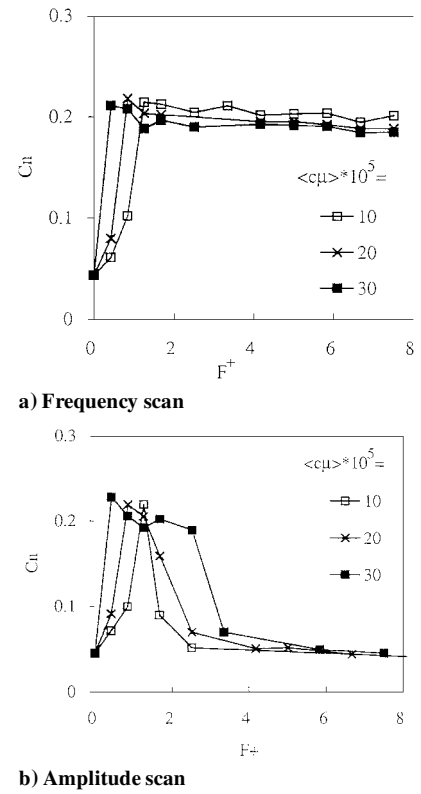 0.3
0.2
Cn
0.1
0
<cμ>*10^5=
10
20
30
0 2 4 6 8
F^+
a) Frequency scan
0.3
0.2
Cn
0.1
0
<cμ>*10^5=
10
20
30
0 2 4 6 8
F+
b) Amplitude scan